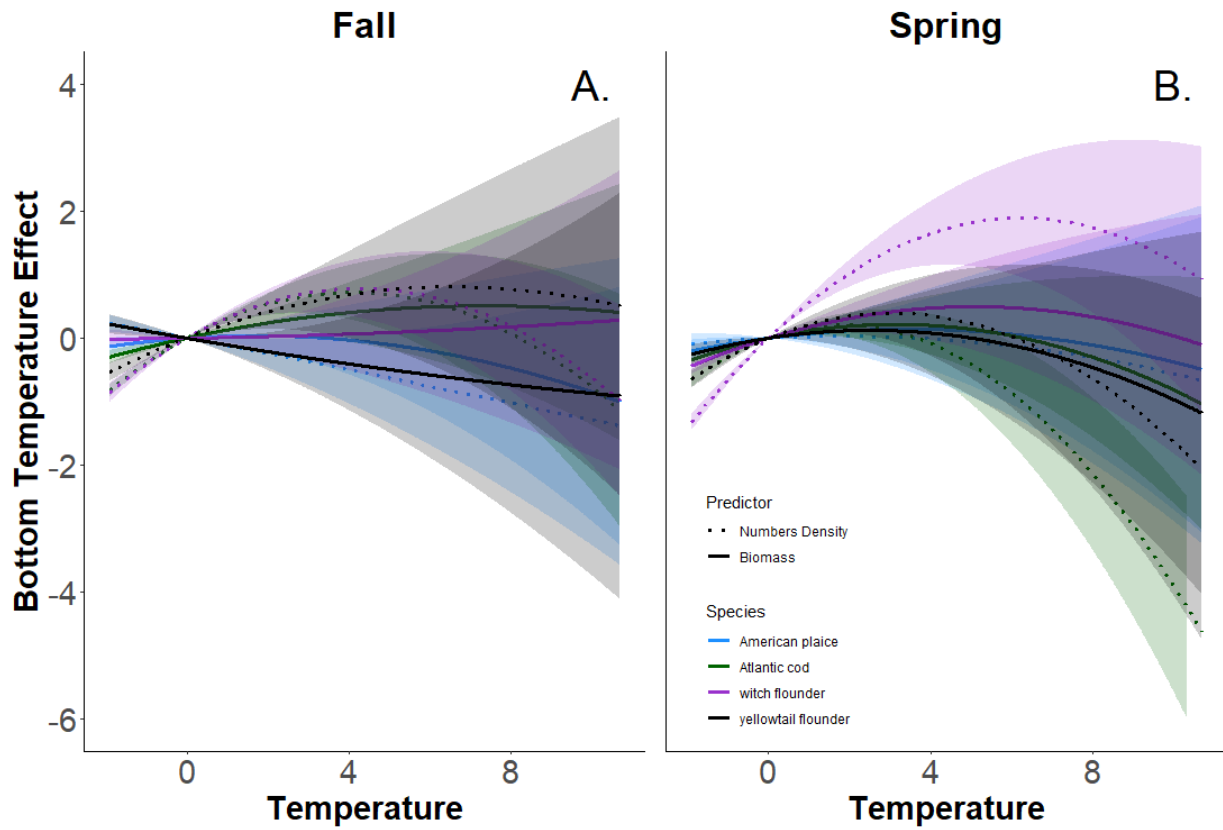 Fall
Spring
A.
B.
Bottom Temperature Effect
4
2
0
-2
-4
-6
Predictor
Numbers Density
Biomass
Species
American plaice
Atlantic cod
witch flounder
yellowtail flounder
0 4 8
0 4 8
Temperature
Temperature